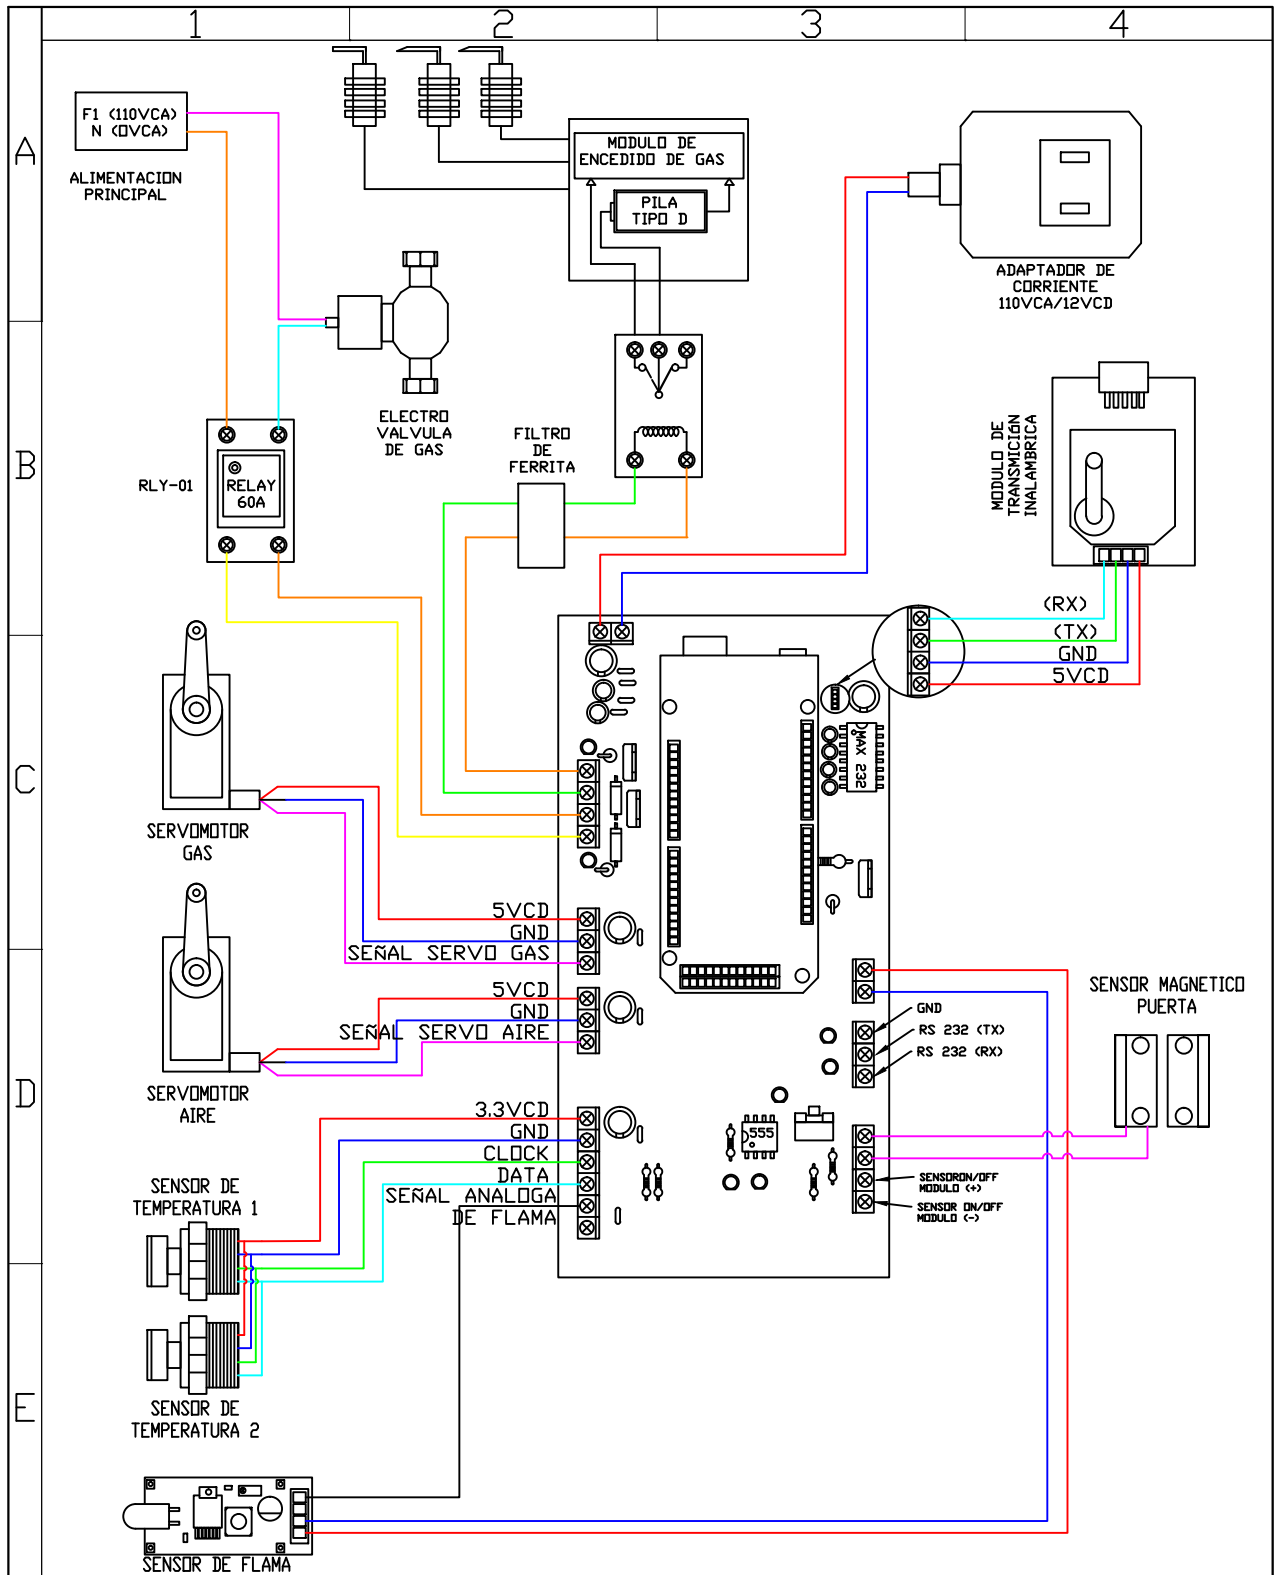 1
2
3
4
A
B
C
D
E
F1 (110VCA)
N (0VCA)
ALIMENTACION
PRINCIPAL
MODULO DE
ENCEDIDO DE GAS
PILA
TIPO D
ADAPTADOR DE
CORRIENTE
110VCA/12VCD
ELECTRO
VALVULA
DE GAS
FILTRO
DE
FERRITA
RLY-01
RELAY
60A
MODULO DE
TRANSMICIÓN
INALAMBRICA
(RX)
(TX)
GND
5VCD
MAX 232
SERVOMOTOR
GAS
5VCD
GND
SEÑAL SERVO GAS
5VCD
GND
SEÑAL SERVO AIRE
SERVOMOTOR
AIRE
SENSOR MAGNETICO
PUERTA
GND
RS 232 (TX)
RS 232 (RX)
3.3VCD
GND
CLOCK
DATA
SEÑAL ANALOGA
DE FLAMA
555
SENSORON/OFF
MODULO (+)
SENSOR ON/OFF
MODULO (-)
SENSOR DE
TEMPERATURA 1
SENSOR DE
TEMPERATURA 2
SENSOR DE FLAMA